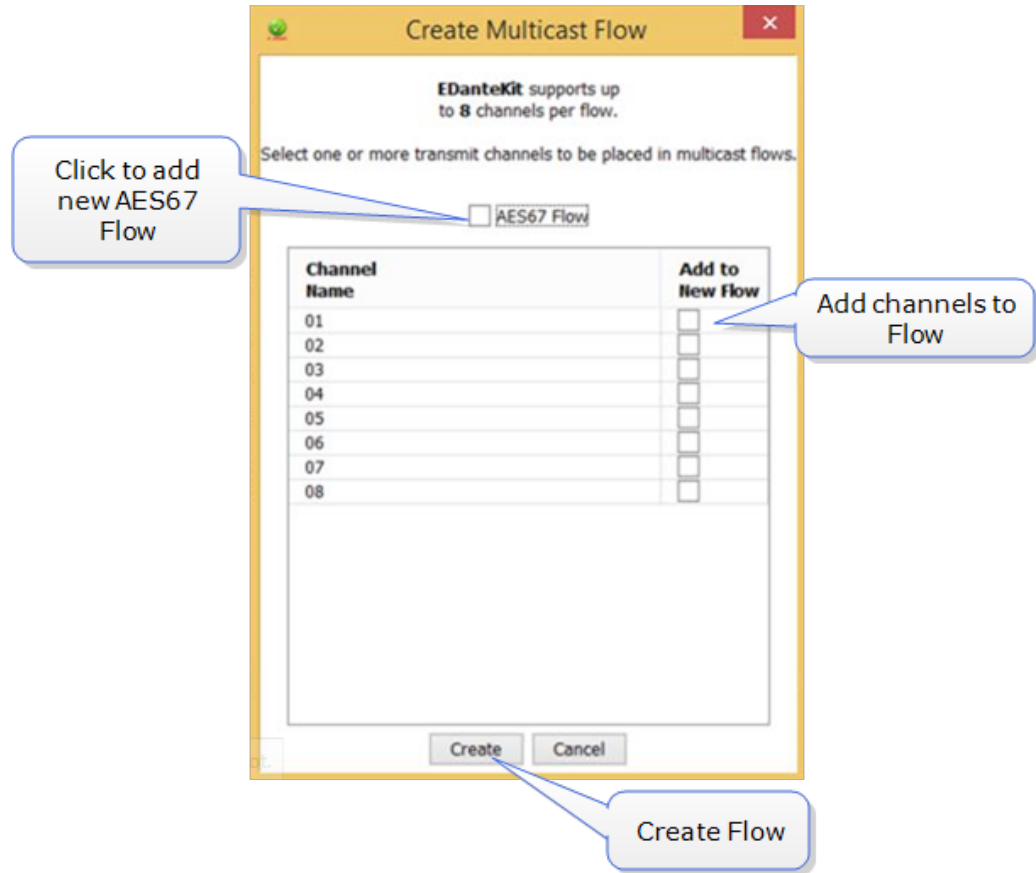 Create Multicast Flow
EDanteKit supports up
to 8 channels per flow.
Select one or more transmit channels to be placed in multicast flows.
Click to add
new AES67
Flow
AES67 Flow
Channel
Name
Add to
New Flow
01
02
03
04
05
06
07
08
Add channels to
Flow
Create
Cancel
Create Flow